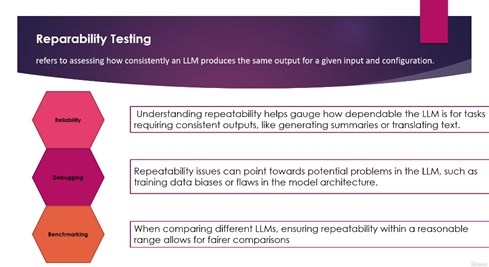 Reparability Testing
refers to assessing how consistently an LLM produces the same output for a given input and configuration.
Reliability
Understanding repeatability helps gauge how dependable the LLM is for tasks
requiring consistent outputs, like generating summaries or translating text.
Debugging
Repeatability issues can point towards potential problems in the LLM, such as
training data biases or flaws in the model architecture.
Benchmarking
When comparing different LLMs, ensuring repeatability within a reasonable
range allows for fairer comparisons